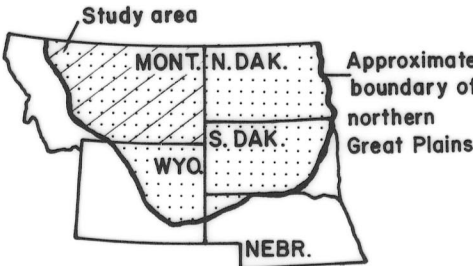 Study area
MONT.
N.DAK.
Approximate
boundary of
northern
Great Plains
S.DAK.
WYO.
NEBR.